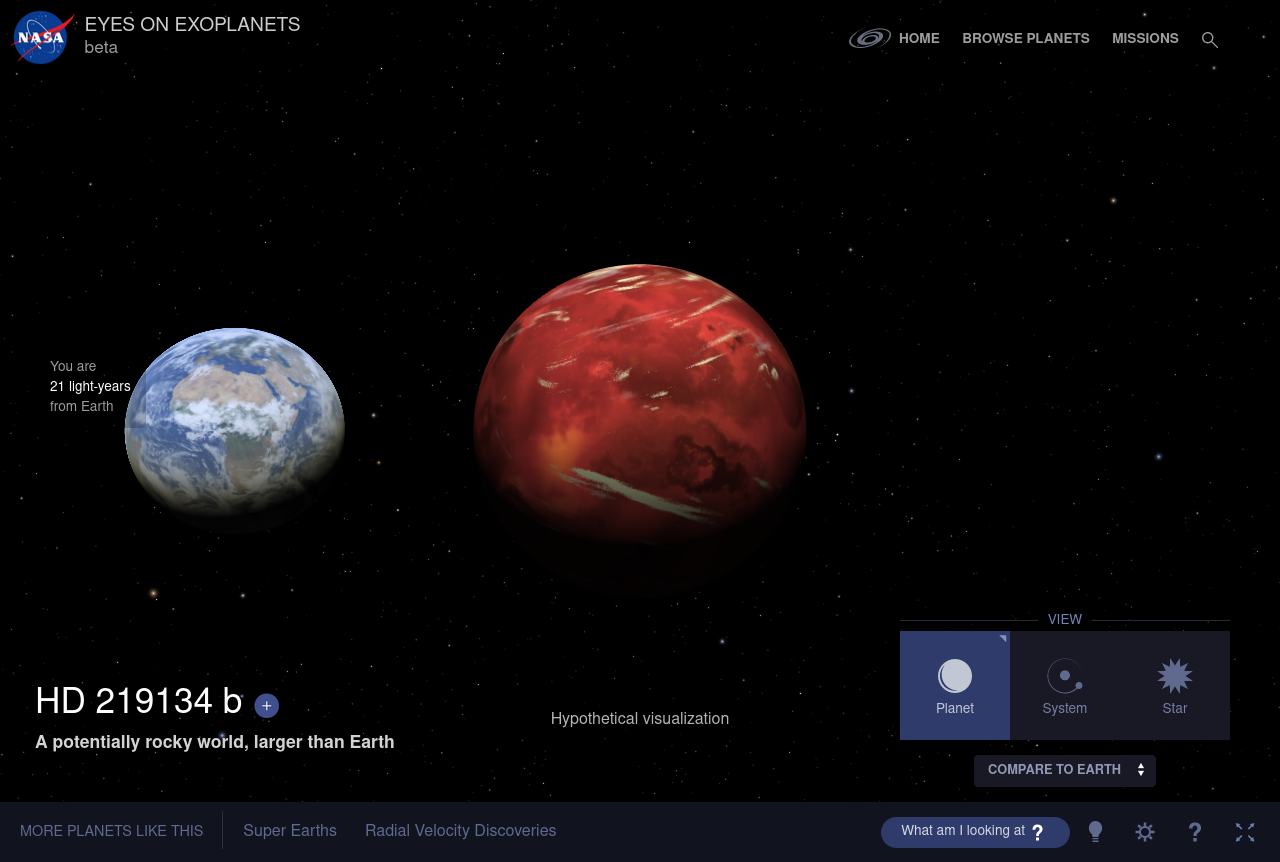 NASA
EYES ON EXOPLANETS
beta
HOME
BROWSE PLANETS
MISSIONS
You are
21 light-years
from Earth
HD 219134 b +
A potentially rocky world, larger than Earth
Hypothetical visualization
VIEW
Planet
System
Star
COMPARE TO EARTH
MORE PLANETS LIKE THIS
Super Earths
Radial Velocity Discoveries
What am I looking at ?
?